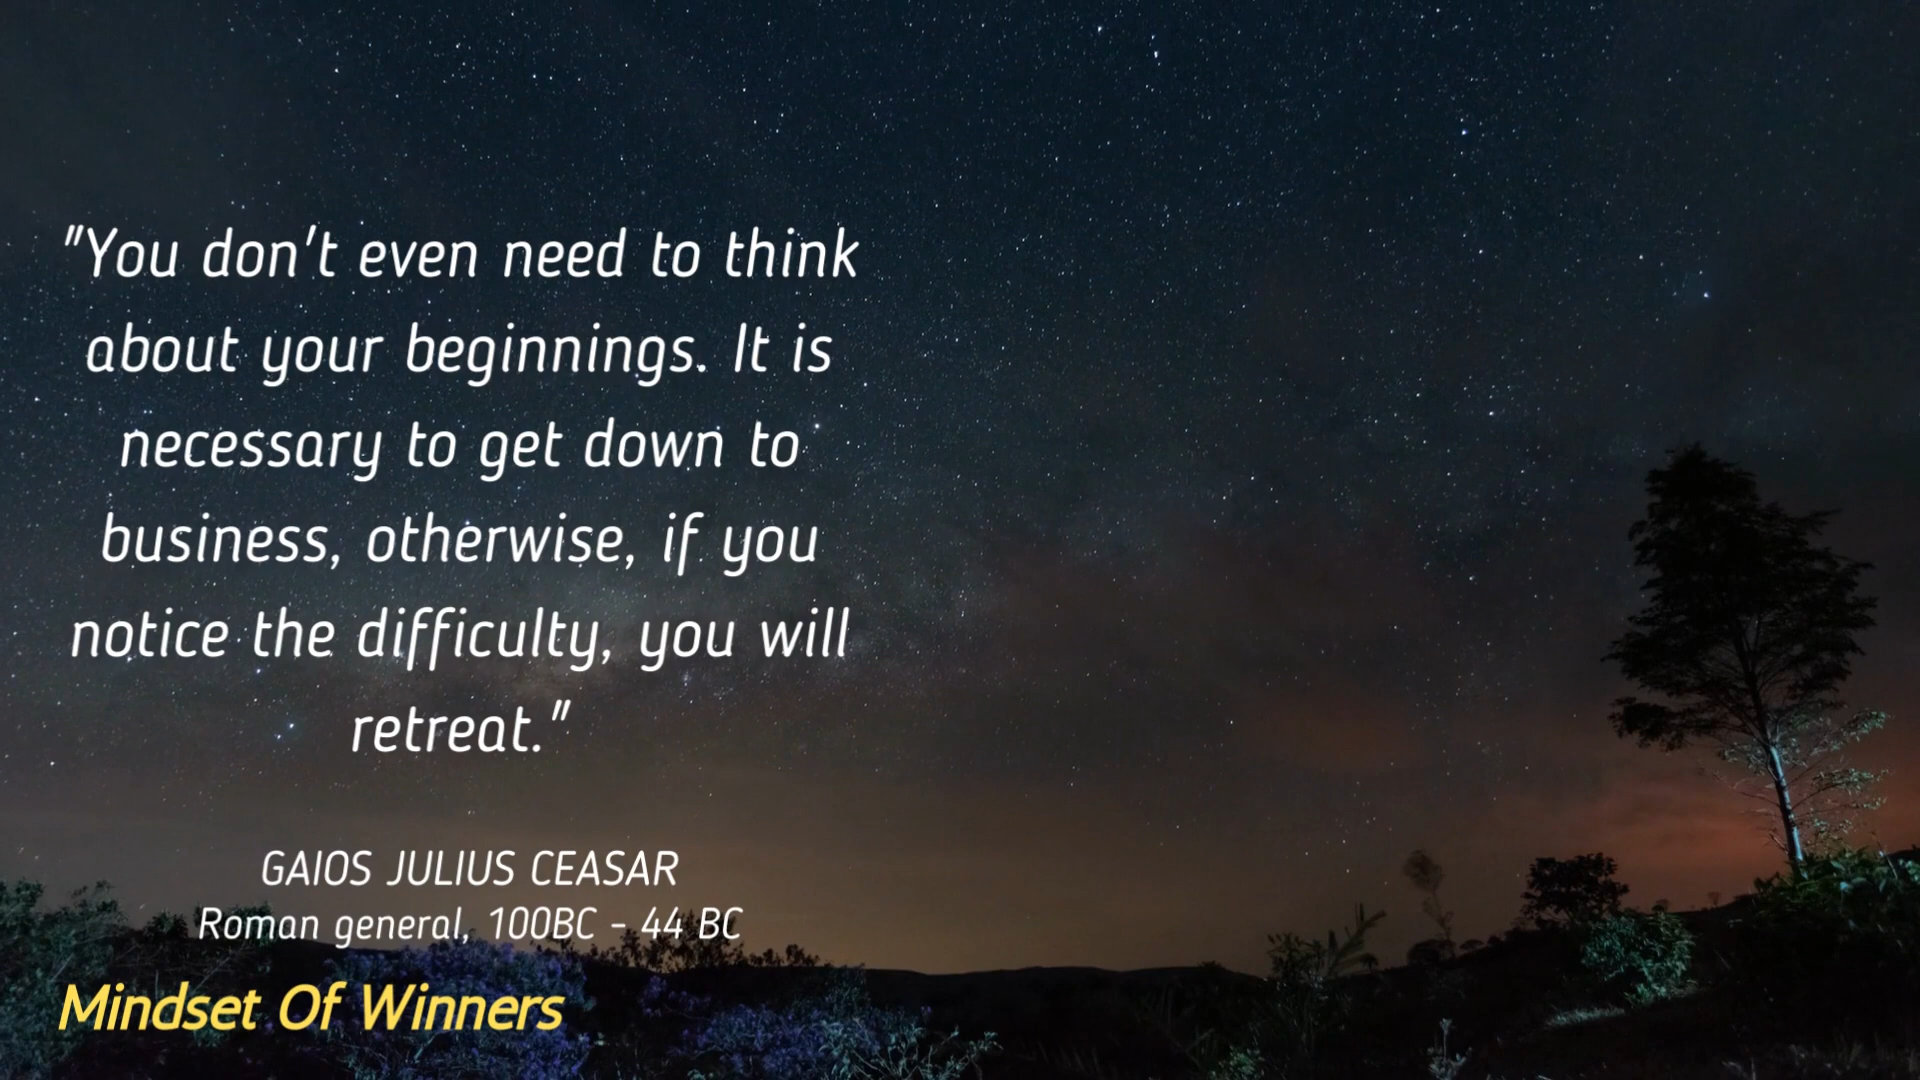 "You don't even need to think
about your beginnings. It is
necessary to get down to
business, otherwise, if you
notice the difficulty, you will
retreat."
GAIOS JULIUS CEASAR
Roman general, 100BC - 44 BC
Mindset Of Winners